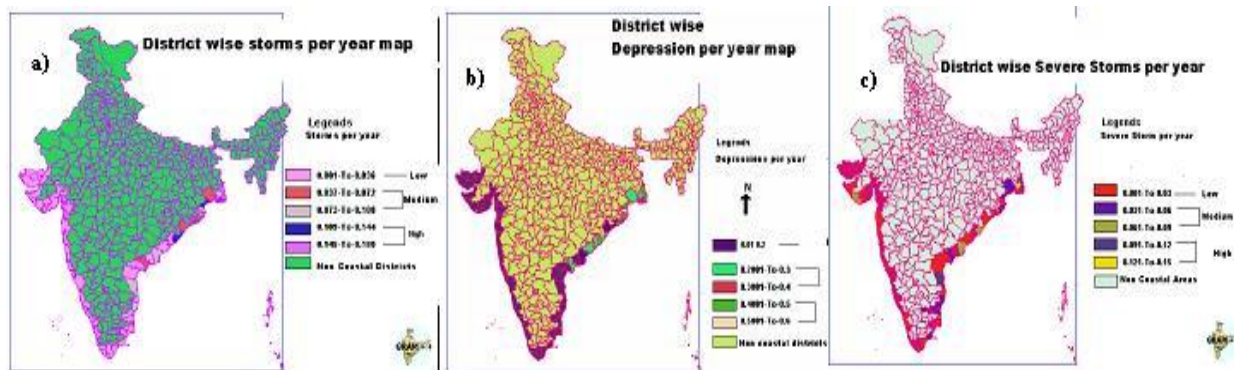 District wise storms per year map
a)
Legends
Storms per year
0.001-To-0.036
Low
0.037-To-0.072
Medium
0.073-To-0.108
0.109-To-0.144
High
0.145-To-0.180
Non Coastal Districts
District wise
Depression per year map
b)
Legends
Depression per year
N
0.2001-To-0.3
0.3001-To-0.4
0.4001-To-0.5
0.5001-To-0.6
Non coastal districts
c)
District wise Severe Storms per year
Legends
Severe Storm per year
0.001-To 0.03
Low
0.031-To-0.06
Medium
0.061-To-0.09
0.091-To-0.12
High
0.121-To-0.15
Non Coastal Areas